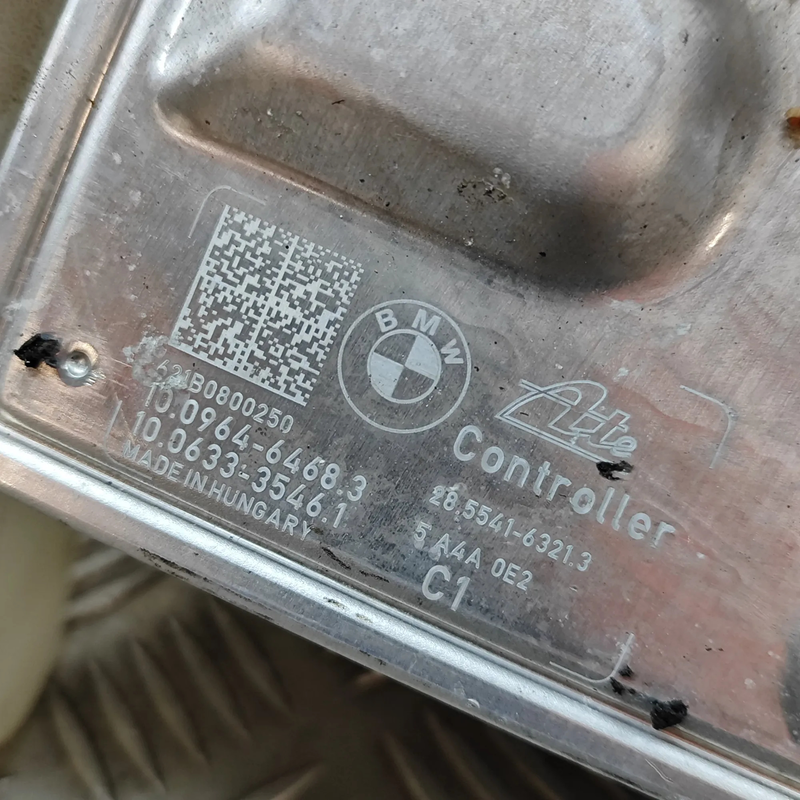 421B0800250
10.0964-6468.3
10.0633-3546.1
MADE IN HUNGARY
BMW
Ate
Controller
28.5541-6321.3
5 A4A 0E2
C1